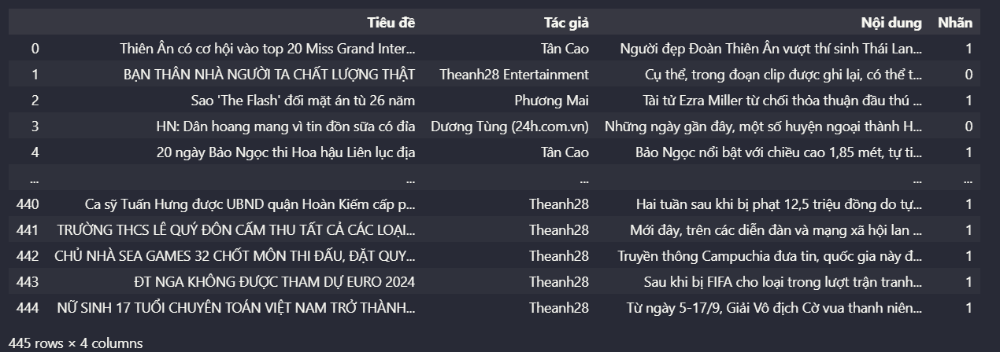 Tiêu đề Tác giả Nội dung Nhãn
0 Thiên Ân có cơ hội vào top 20 Miss Grand Inter... Tân Cao Người đẹp Đoàn Thiên Ân vượt thí sinh Thái Lan... 1
1 BẠN THÂN NHÀ NGƯỜI TA CHẤT LƯỢNG THẬT Theanh28 Entertainment Cụ thể, trong đoạn clip được ghi lại, có thể t... 0
2 Sao 'The Flash' đối mặt án tù 26 năm Phương Mai Tài tử Ezra Miller từ chối thỏa thuận đầu thú ... 1
3 HN: Dân hoang mang vì tin đồn sữa có đỉa Dương Tùng (24h.com.vn) Những ngày gần đây, một số huyện ngoại thành H... 0
4 20 ngày Bảo Ngọc thi Hoa hậu Liên lục địa Tân Cao Bảo Ngọc nổi bật với chiều cao 1,85 mét, tự ti... 1
... ... ... ... ...
440 Ca sỹ Tuấn Hưng được UBND quận Hoàn Kiếm cấp p... Theanh28 Hai tuần sau khi bị phạt 12,5 triệu đồng do tự... 1
441 TRƯỜNG THCS LÊ QUÝ ĐÔN CẤM THU TẤT CẢ CÁC LOẠI... Theanh28 Mới đây, trên các diễn đàn và mạng xã hội lan ... 1
442 CHỦ NHÀ SEA GAMES 32 CHỐT MÔN THI ĐẤU, ĐẶT QUY... Theanh28 Truyền thông Campuchia đưa tin, quốc gia này đ... 1
443 ĐT NGA KHÔNG ĐƯỢC THAM DỰ EURO 2024 Theanh28 Sau khi bị FIFA cho loại trong lượt trận tranh... 1
444 NỮ SINH 17 TUỔI CHUYÊN TOÁN VIỆT NAM TRỞ THÀNH... Theanh28 Từ ngày 5-17/9, Giải Vô địch Cờ vua thanh niên... 1
445 rows × 4 columns